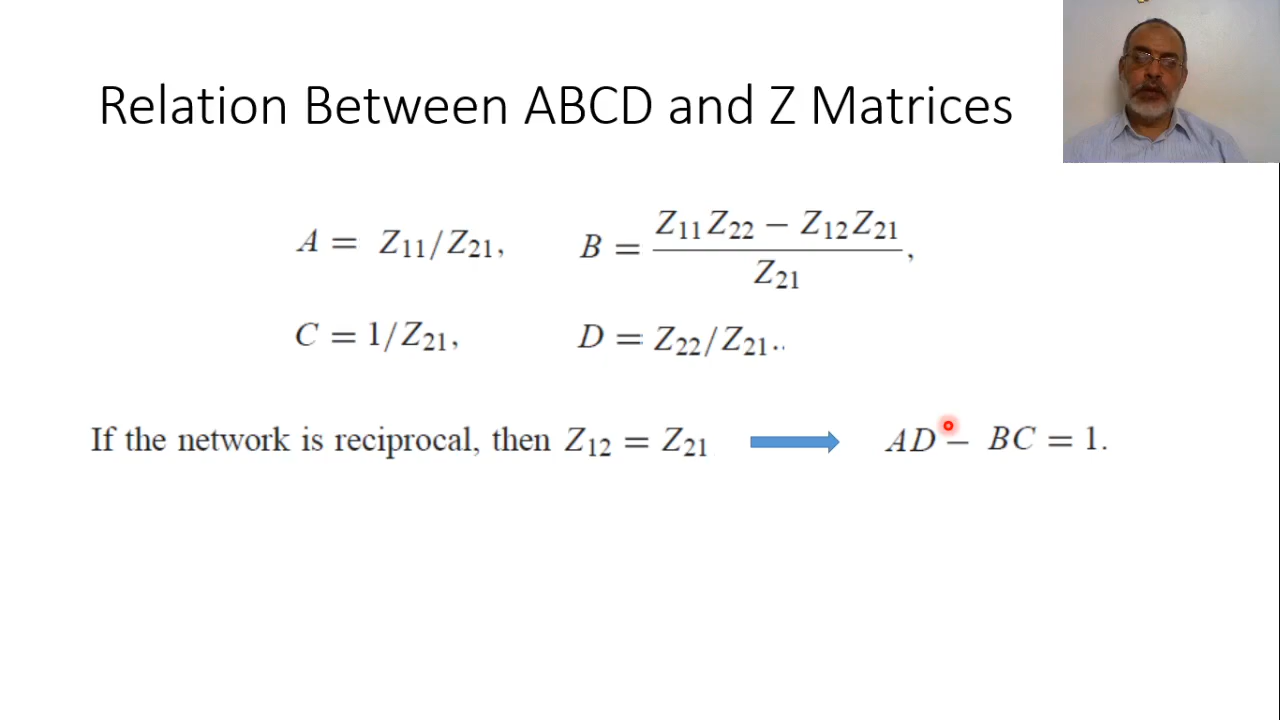 Relation Between ABCD and Z Matrices
A = Z₁₁/Z₂₁, B = (Z₁₁Z₂₂ − Z₁₂Z₂₁)/Z₂₁,
C = 1/Z₂₁, D = Z₂₂/Z₂₁..
If the network is reciprocal, then Z₁₂ = Z₂₁ AD − BC = 1.